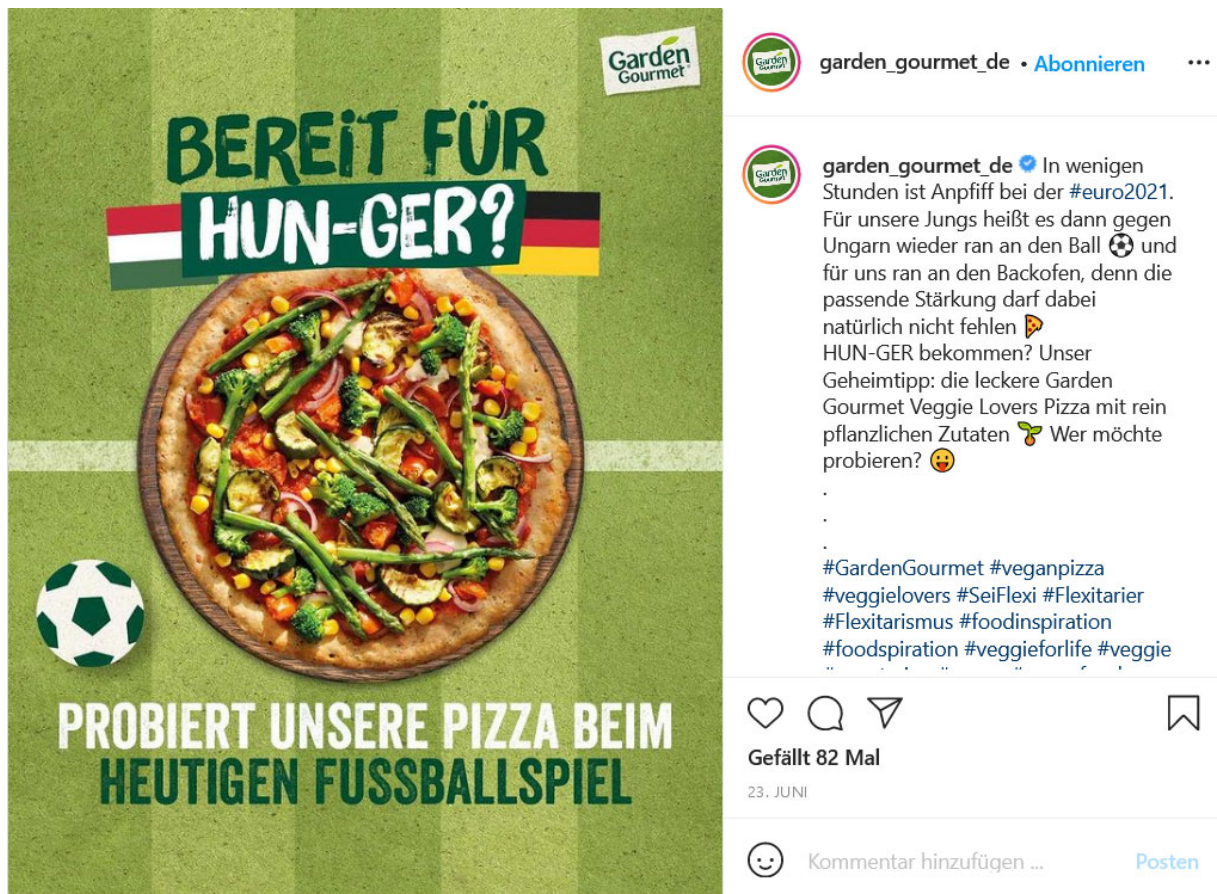 Garden
Gourmet
BEREiT FÜR
HUN-GER?
PROBIERT UNSERE PIZZA BEIM
HEUTIGEN FUSSBALLSPIEL
Garden
Gourmet
garden_gourmet_de • Abonnieren
Garden
Gourmet
garden_gourmet_de In wenigen
Stunden ist Anpfiff bei der #euro2021.
Für unsere Jungs heißt es dann gegen
Ungarn wieder ran an den Ball ⚽ und
für uns ran an den Backofen, denn die
passende Stärkung darf dabei
natürlich nicht fehlen 🍕
HUN-GER bekommen? Unser
Geheimtipp: die leckere Garden
Gourmet Veggie Lovers Pizza mit rein
pflanzlichen Zutaten 🌱 Wer möchte
probieren? 😛
.
.
.
#GardenGourmet #veganpizza
#veggielovers #SeiFlexi #Flexitarier
#Flexitarismus #foodinspiration
#foodspiration #veggieforlife #veggie
Gefällt 82 Mal
23. JUNI
Kommentar hinzufügen ...
Posten